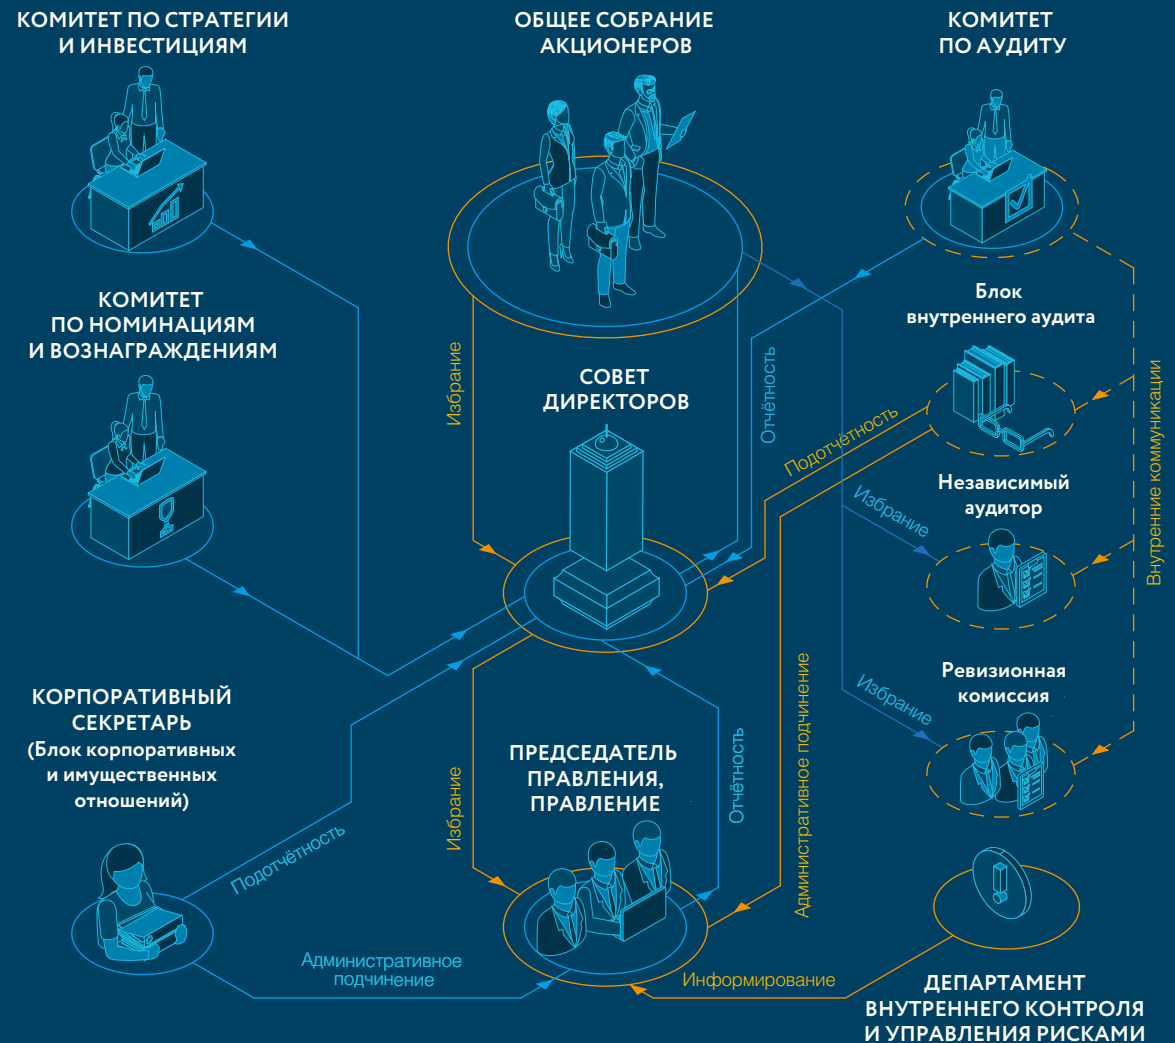 КОМИТЕТ ПО СТРАТЕГИИ
И ИНВЕСТИЦИЯМ
ОБЩЕЕ СОБРАНИЕ
АКЦИОНЕРОВ
КОМИТЕТ
ПО АУДИТУ
КОМИТЕТ
ПО НОМИНАЦИЯМ
И ВОЗНАГРАЖДЕНИЯМ
Блок
внутреннего аудита
Избрание
СОВЕТ
ДИРЕКТОРОВ
Отчётность
Подотчётность
Внутренние коммуникации
Независимый
аудитор
Избрание
Ревизионная
комиссия
Избрание
КОРПОРАТИВНЫЙ
СЕКРЕТАРЬ
(Блок корпоративных
и имущественных
отношений)
ПРЕДСЕДАТЕЛЬ
ПРАВЛЕНИЯ,
ПРАВЛЕНИЕ
Избрание
Отчётность
Административное подчинение
Подотчётность
Административное
подчинение
Информирование
ДЕПАРТАМЕНТ
ВНУТРЕННЕГО КОНТРОЛЯ
И УПРАВЛЕНИЯ РИСКАМИ